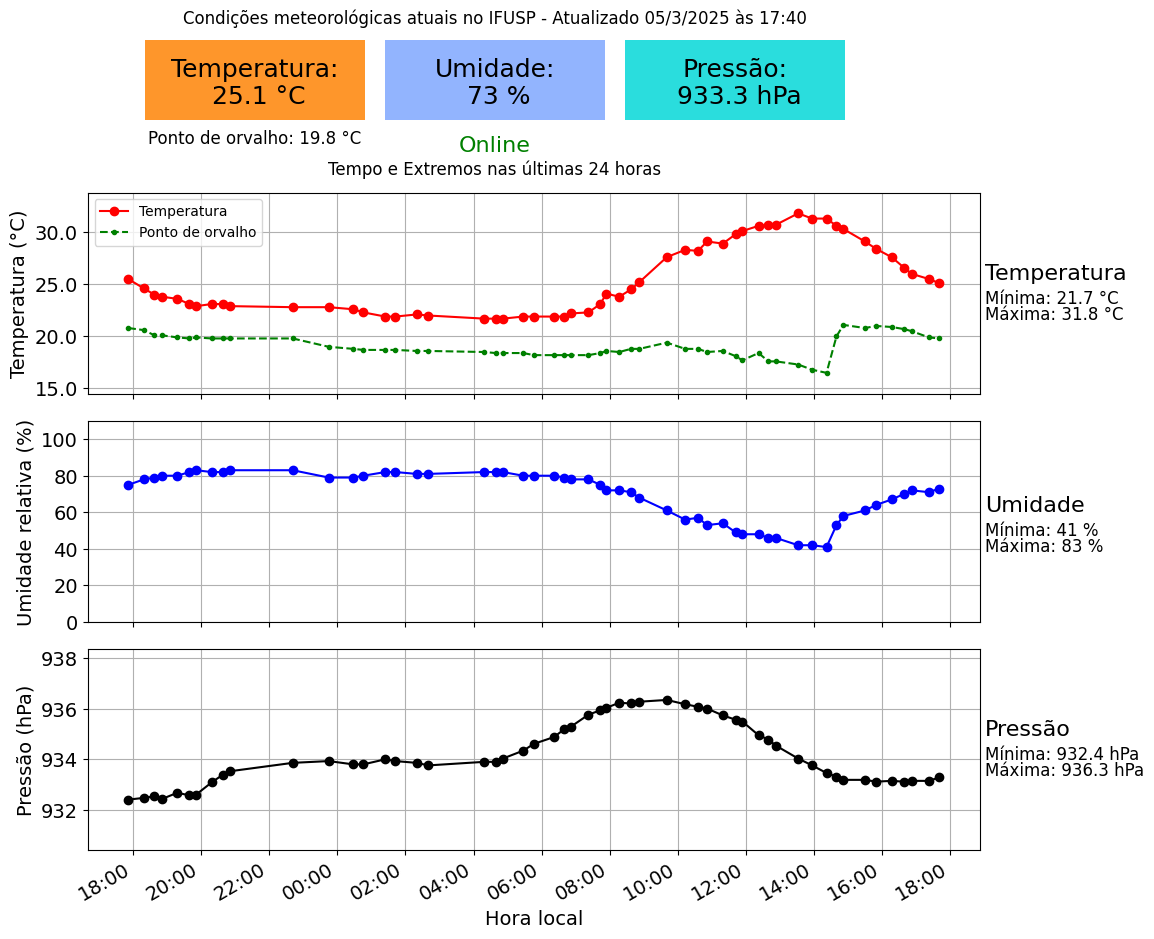 Condições meteorológicas atuais no IFUSP - Atualizado 05/3/2025 às 17:40
Temperatura:
25.1 °C
Umidade:
73 %
Pressão:
933.3 hPa
Ponto de orvalho: 19.8 °C
Online
Tempo e Extremos nas últimas 24 horas
Temperatura (°C)
30.0
25.0
20.0
15.0
Temperatura
Ponto de orvalho
Temperatura
Mínima: 21.7 °C
Máxima: 31.8 °C
Umidade relativa (%)
100
80
60
40
20
0
Umidade
Mínima: 41 %
Máxima: 83 %
Pressão (hPa)
938
936
934
932
Pressão
Mínima: 932.4 hPa
Máxima: 936.3 hPa
18:00 20:00 22:00 00:00 02:00 04:00 06:00 08:00 10:00 12:00 14:00 16:00 18:00
Hora local